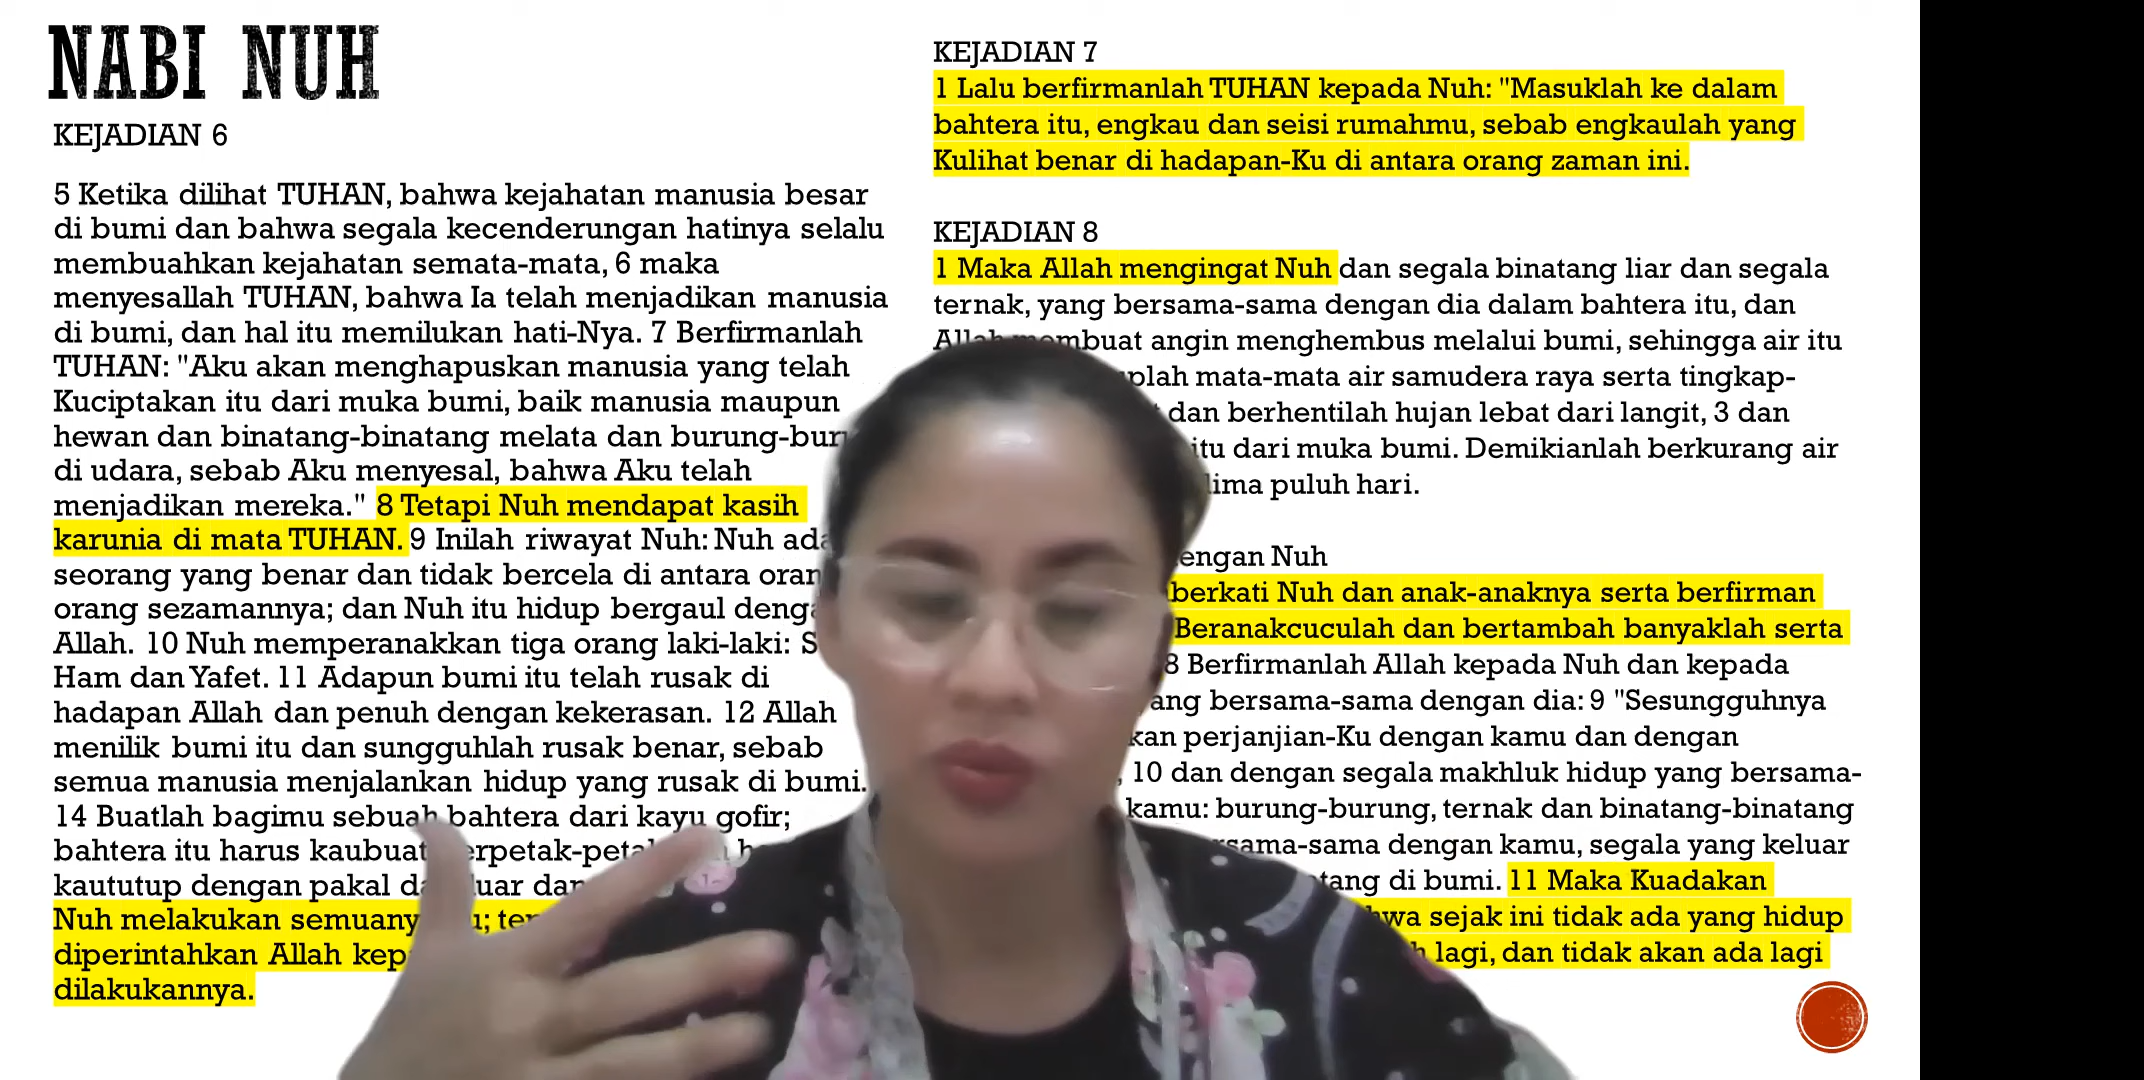 NABI NUH
KEJADIAN 6
5 Ketika dilihat TUHAN, bahwa kejahatan manusia besar
di bumi dan bahwa segala kecenderungan hatinya selalu
membuahkan kejahatan semata-mata, 6 maka
menyesallah TUHAN, bahwa Ia telah menjadikan manusia
di bumi, dan hal itu memilukan hati-Nya. 7 Berfirmanlah
TUHAN: "Aku akan menghapuskan manusia yang telah
Kuciptakan itu dari muka bumi, baik manusia maupun
hewan dan binatang-binatang melata dan
di udara, sebab Aku menyesal, bahwa Aku telah
menjadikan mereka." 8 Tetapi Nuh mendapat kasih
karunia di mata TUHAN. 9 Inilah riwayat Nuh: Nuh
seorang yang benar dan tidak bercela di antara
orang sezamannya; dan Nuh itu hidup bergaul
Allah. 10 Nuh memperanakkan tiga orang laki-laki:
Ham dan Yafet. 11 Adapun bumi itu telah rusak di
hadapan Allah dan penuh dengan kekerasan. 12 Allah
menilik bumi itu dan sungguhlah rusak benar, sebab
semua manusia menjalankan hidup yang rusak di bumi.
14 Buatlah bagimu sebuah bahtera dari kayu gofir;
bahtera itu harus kaubuat
kaututup dengan pakal
Nuh melakukan
diperintahkan Allah
dilakukannya.
KEJADIAN 7
1 Lalu berfirmanlah TUHAN kepada Nuh: "Masuklah ke dalam
bahtera itu, engkau dan seisi rumahmu, sebab engkaulah yang
Kulihat benar di hadapan-Ku di antara orang zaman ini.
KEJADIAN 8
1 Maka Allah mengingat Nuh dan segala binatang liar dan segala
ternak, yang bersama-sama dengan dia dalam bahtera itu, dan
Allah membuat angin menghembus melalui bumi, sehingga air itu
mata-mata air samudera raya serta tingkap-
dan berhentilah hujan lebat dari langit, 3 dan
itu dari muka bumi. Demikianlah berkurang air
lima puluh hari.
Nuh
Nuh dan anak-anaknya serta berfirman
Beranakcuculah dan bertambah banyaklah serta
8 Berfirmanlah Allah kepada Nuh dan kepada
bersama-sama dengan dia: 9 "Sesungguhnya
perjanjian-Ku dengan kamu dan dengan
, 10 dan dengan segala makhluk hidup yang bersama-
kamu: burung-burung, ternak dan binatang-binatang
dengan kamu, segala yang keluar
di bumi. 11 Maka Kuadakan
sejak ini tidak ada yang hidup
lagi, dan tidak akan ada lagi